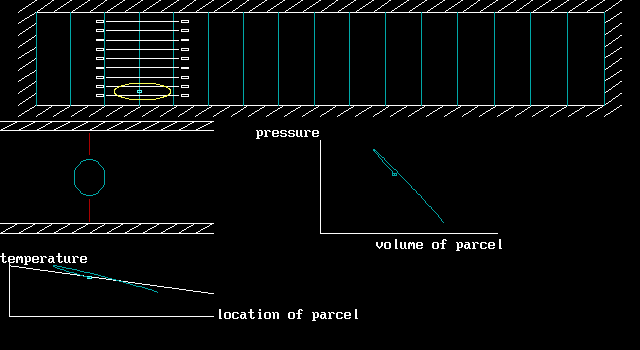 pressure
volume of parcel
temperature
location of parcel